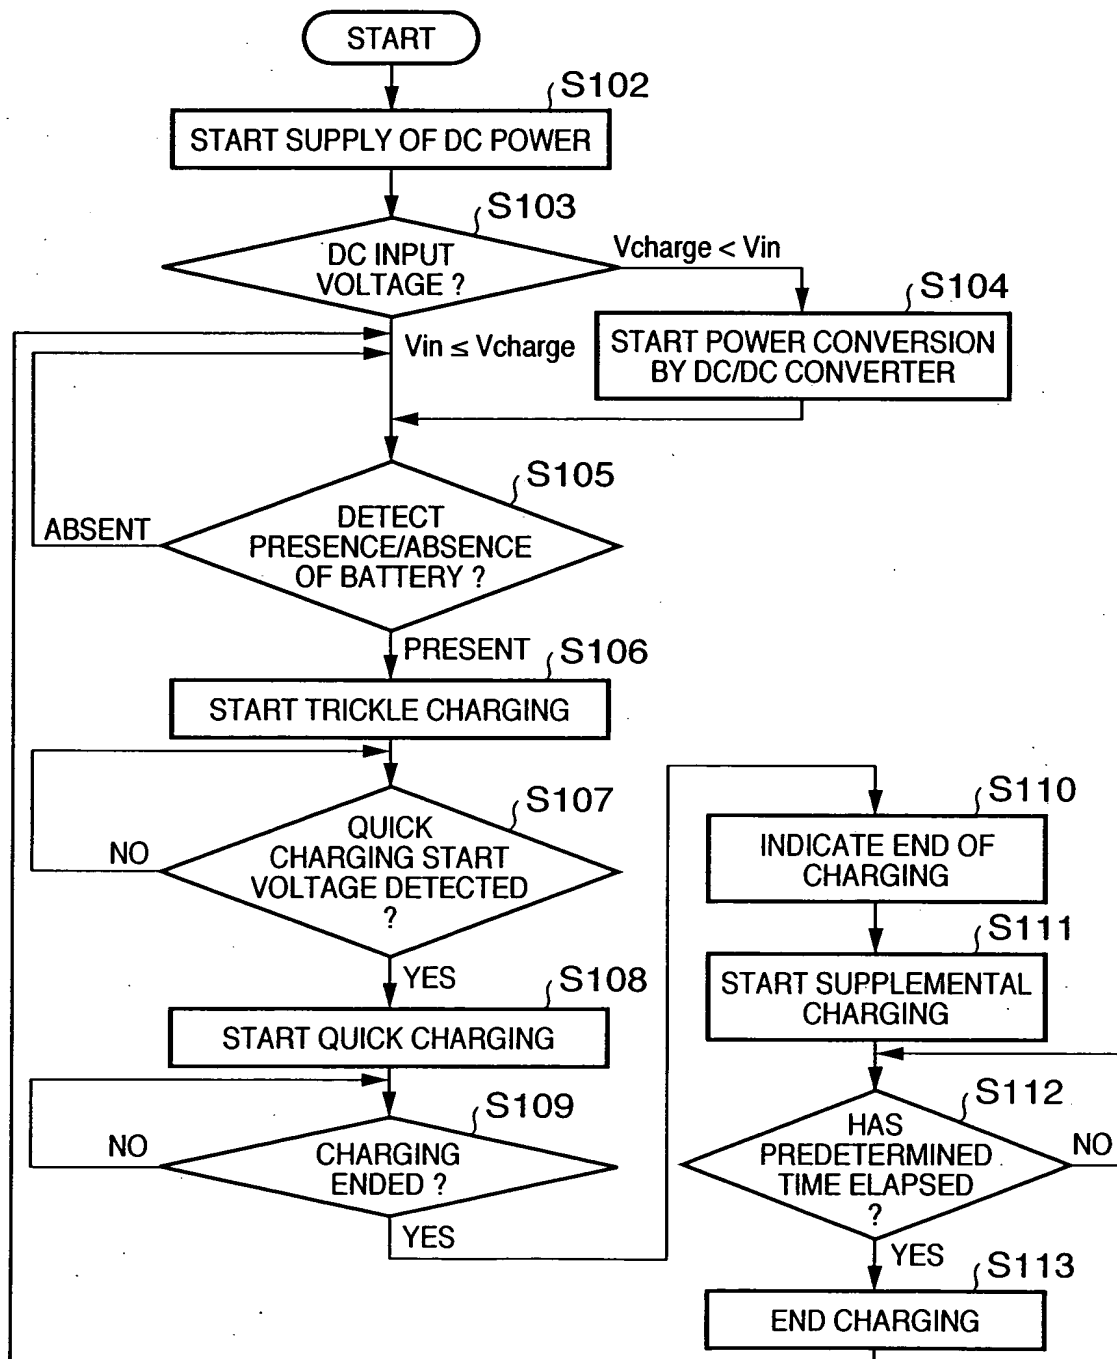 START
S102
START SUPPLY OF DC POWER
S103
DC INPUT
VOLTAGE ?
Vcharge < Vin
S104
START POWER CONVERSION
BY DC/DC CONVERTER
Vin ≤ Vcharge
S105
DETECT
PRESENCE/ABSENCE
OF BATTERY ?
ABSENT
PRESENT
S106
START TRICKLE CHARGING
S107
QUICK
CHARGING START
VOLTAGE DETECTED
?
NO
YES
S108
START QUICK CHARGING
S109
CHARGING
ENDED ?
NO
YES
S110
INDICATE END OF
CHARGING
S111
START SUPPLEMENTAL
CHARGING
S112
HAS
PREDETERMINED
TIME ELAPSED
?
NO
YES
S113
END CHARGING